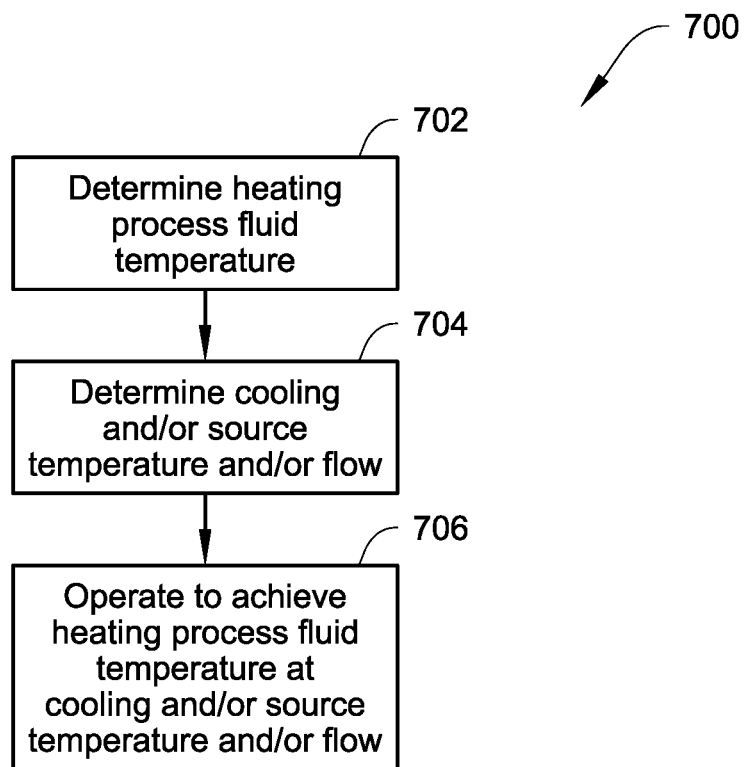 700
702
Determine heating
process fluid
temperature
704
Determine cooling
and/or source
temperature and/or flow
706
Operate to achieve
heating process fluid
temperature at
cooling and/or source
temperature and/or flow